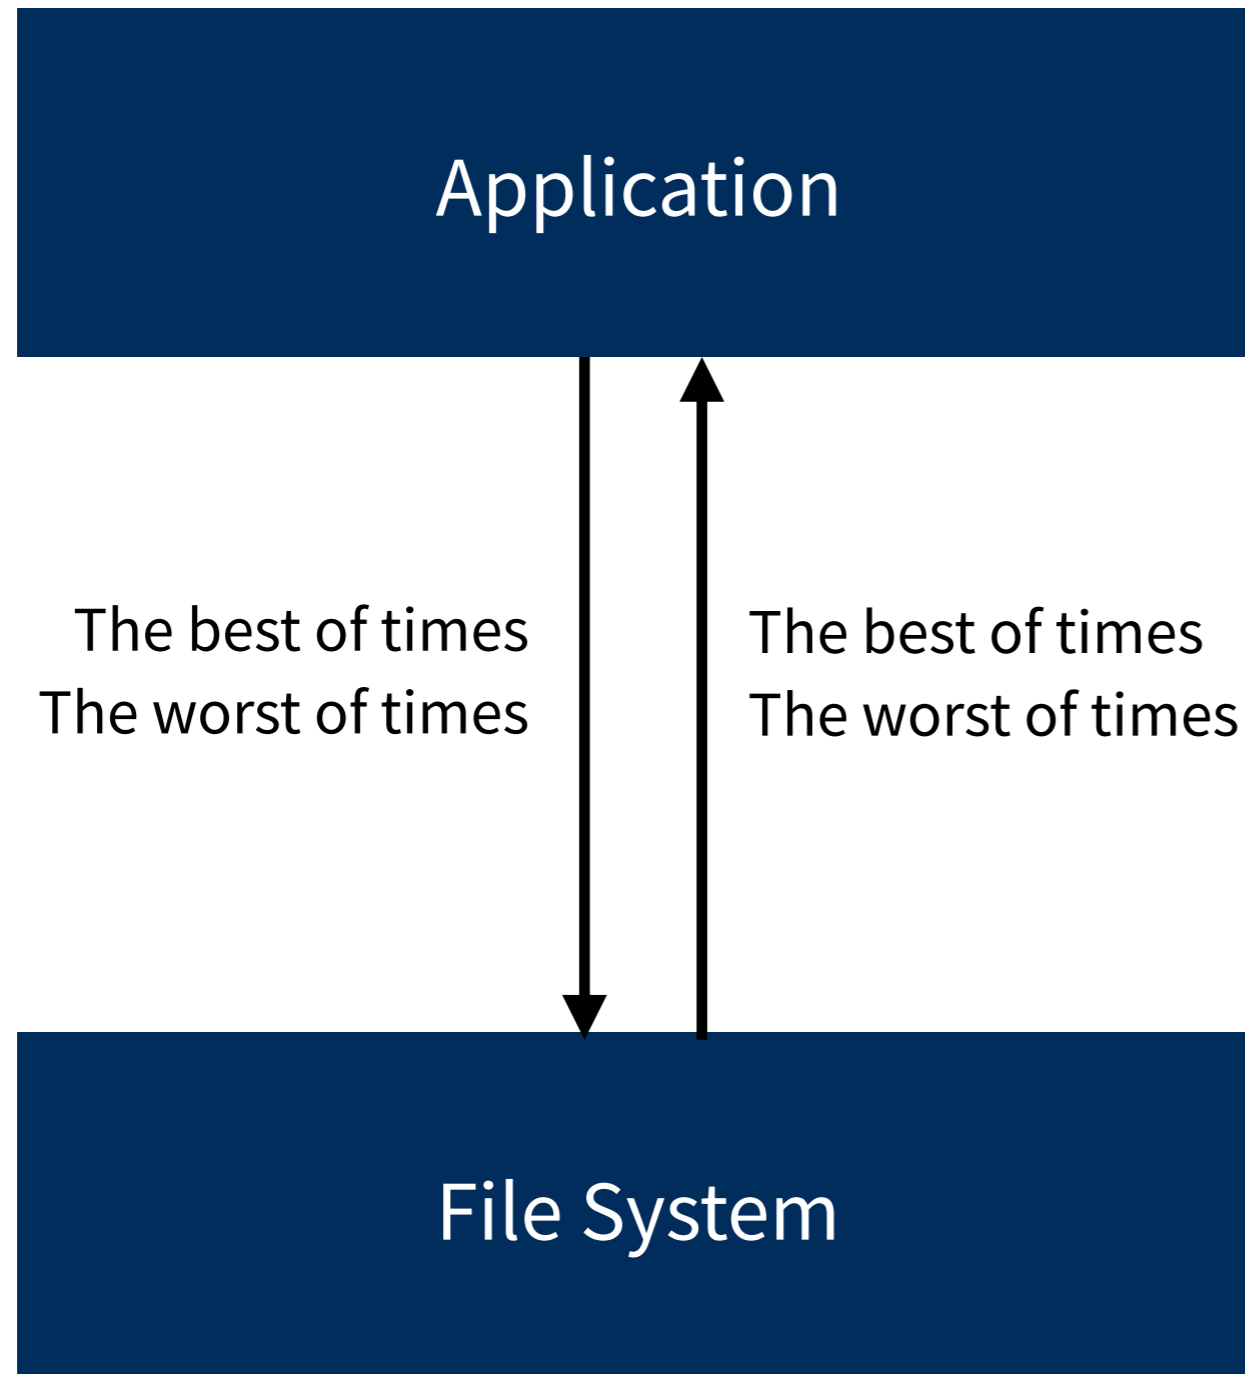 Application
The best of times
The worst of times
The best of times
The worst of times
File System